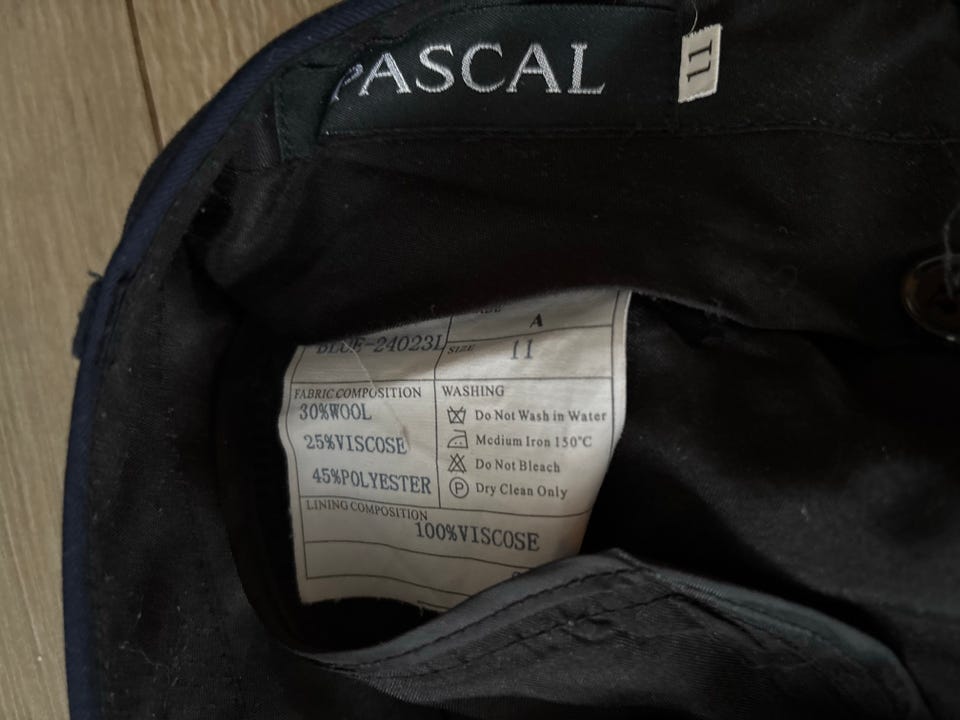 PASCAL
11
A
BLUE-24023L
SIZE
11
FABRIC COMPOSITION
30%WOOL
25%VISCOSE
45%POLYESTER
WASHING
Do Not Wash in Water
Medium Iron 150°C
Do Not Bleach
P Dry Clean Only
LINING COMPOSITION
100%VISCOSE